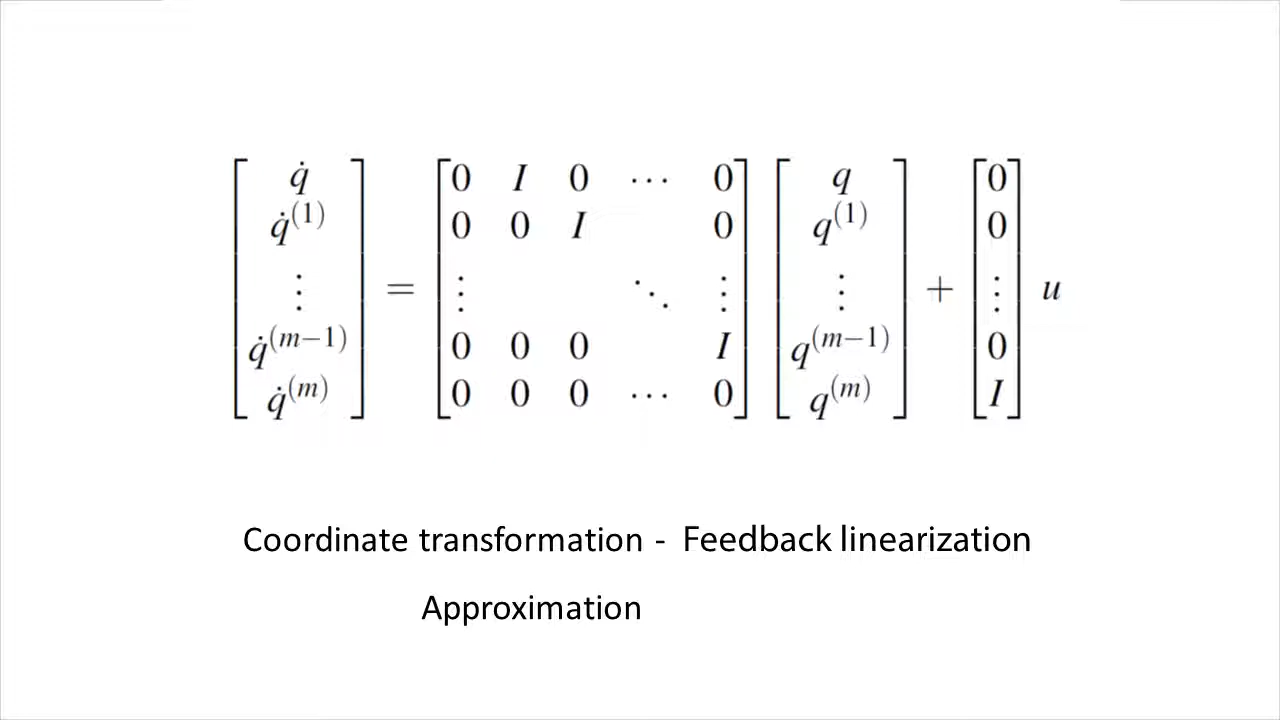 q̇ 0 I 0 ⋯ 0 q 0
q̇⁽¹⁾ 0 0 I 0 q⁽¹⁾ 0
⋮ = ⋮ ⋱ ⋮ ⋮ + ⋮ u
q̇⁽ᵐ⁻¹⁾ 0 0 0 I q⁽ᵐ⁻¹⁾ 0
q̇⁽ᵐ⁾ 0 0 0 ⋯ 0 q⁽ᵐ⁾ I
Coordinate transformation - Feedback linearization
Approximation